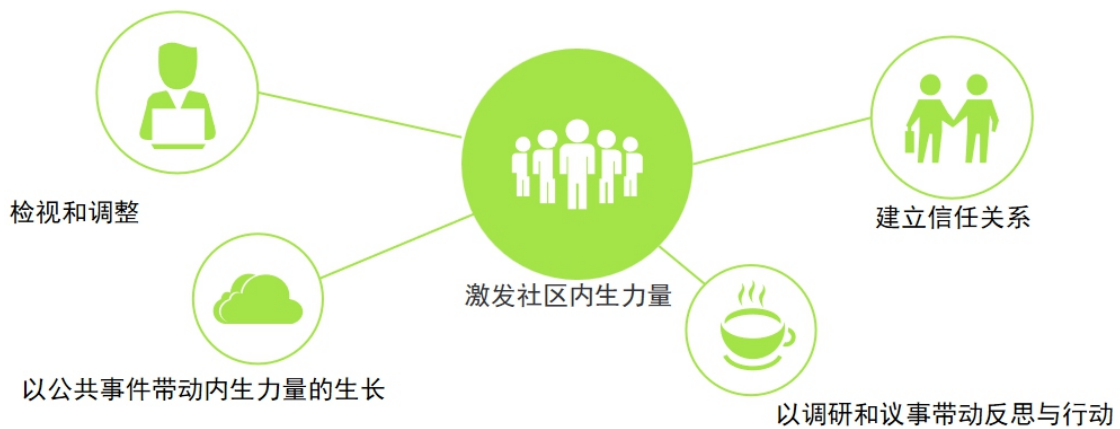 检视和调整
建立信任关系
激发社区内生力量
以公共事件带动内生力量的生长
以调研和议事带动反思与行动